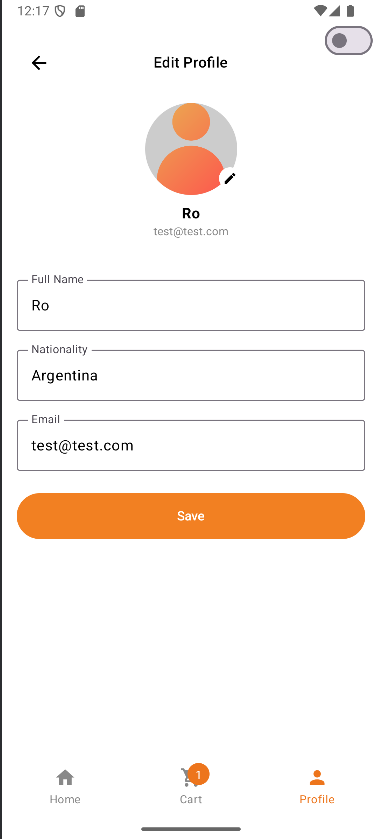 12:17
Edit Profile
Ro
test@test.com
Full Name
Ro
Nationality
Argentina
Email
test@test.com
Save
1
Home
Cart
Profile